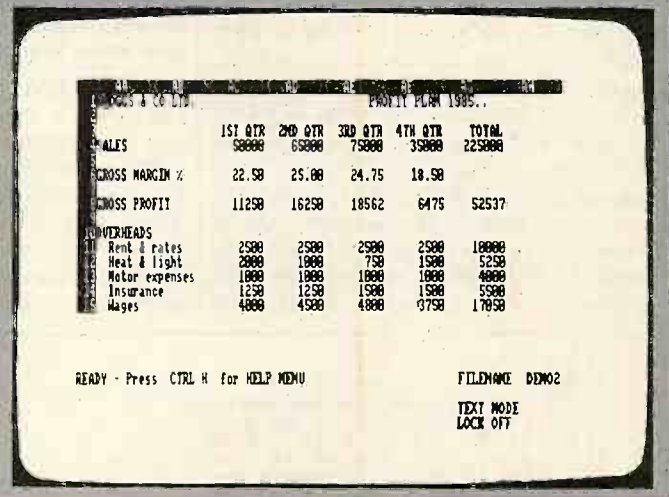 OGGS & CO LTD PROFIT PLAN 1985..
1ST QTR 2ND QTR 3RD QTR 4TH QTR TOTAL
ALES 50000 65000 75000 35000 225000
GROSS MARGIN % 22.50 25.00 24.75 18.50
GROSS PROFIT 11250 16250 18562 6475 52537
OVERHEADS
Rent & rates 2500 2500 2500 2500 10000
Heat & light 2000 1000 750 1500 5250
Motor expenses 1000 1000 1000 1000 4000
Insurance 1250 1250 1500 1500 5500
Wages 4000 4500 4800 3750 17050
READY - Press CTRL H for HELP MENU FILENAME DEMO2
TEXT MODE
LOCK OFF